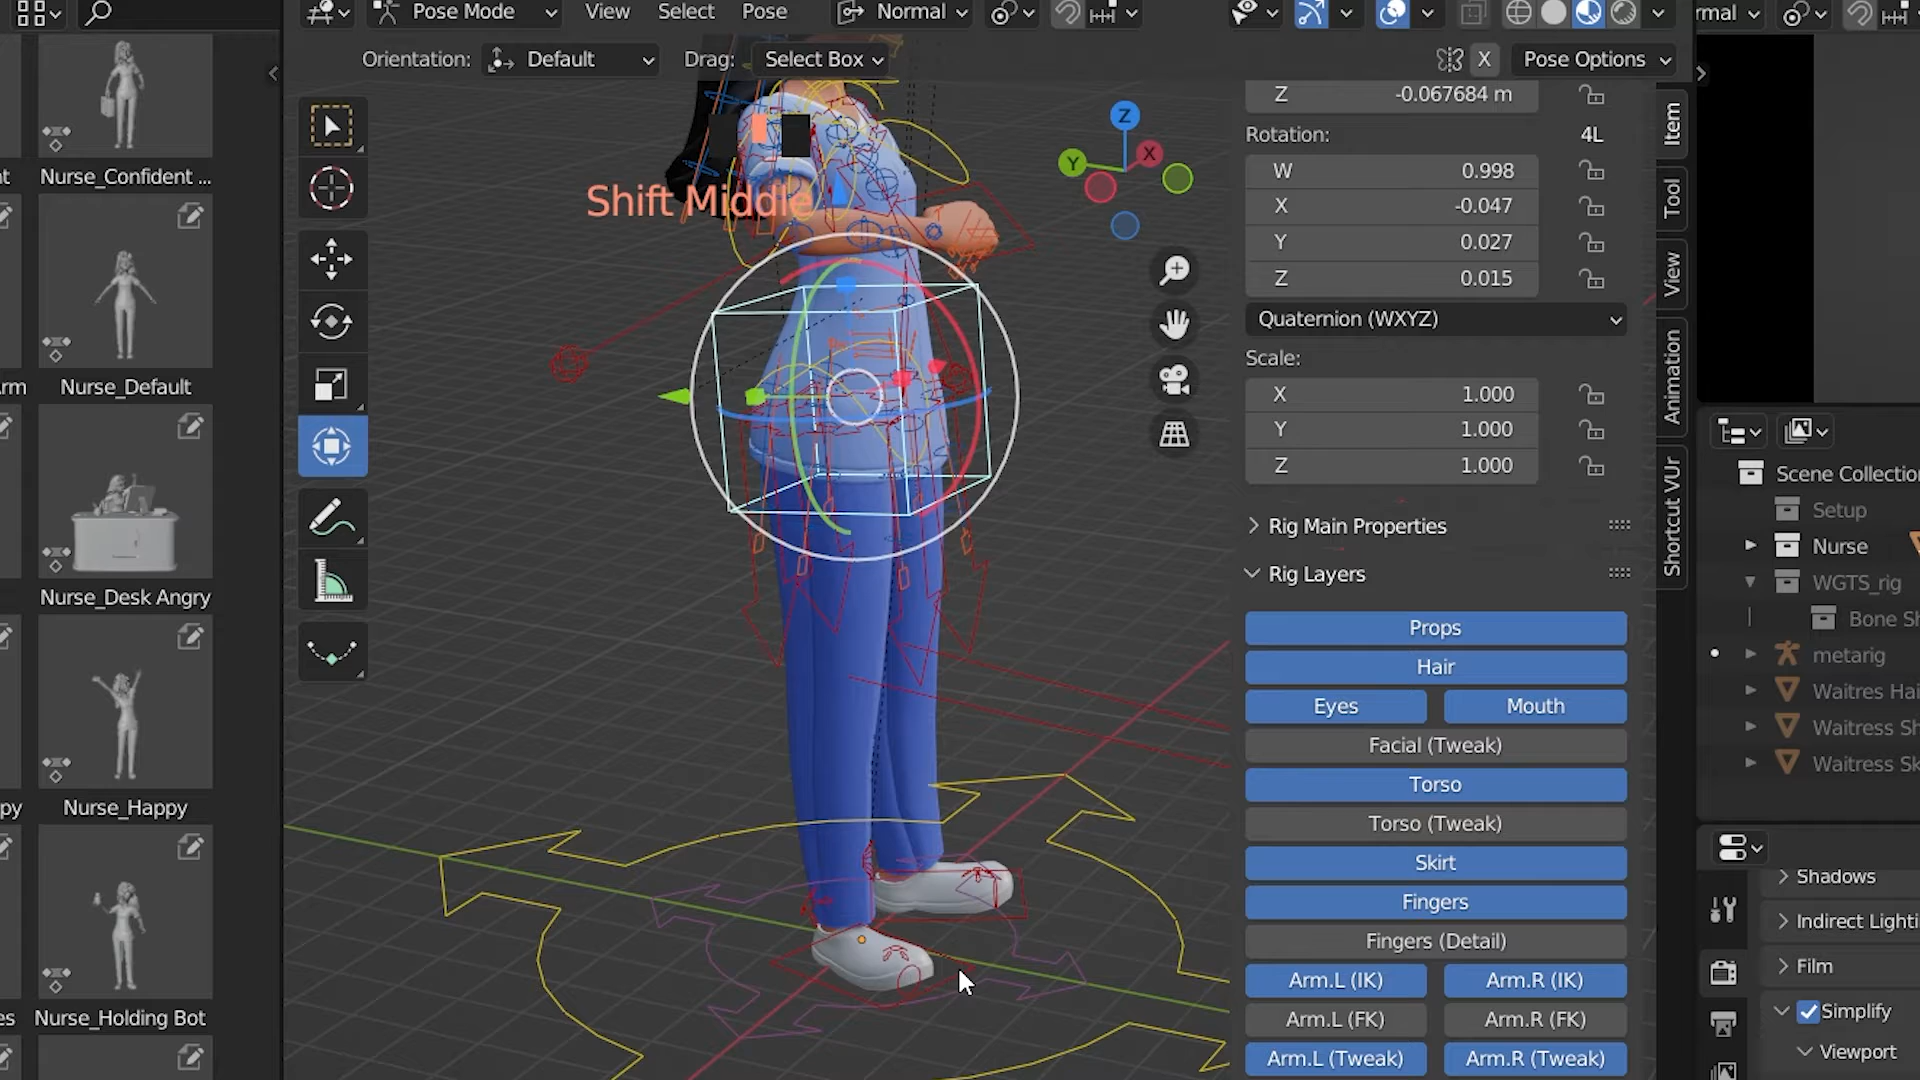 Pose Mode
View
Select
Pose
Normal
Orientation:
Default
Drag:
Select Box
X
Pose Options
Nurse_Confident ...
Nurse_Default
Nurse_Desk Angry
Nurse_Happy
Nurse_Holding Bot
Shift Middle
Z
Y
X
Z
-0.067684 m
Rotation:
4L
W
0.998
X
-0.047
Y
0.027
Z
0.015
Quaternion (WXYZ)
Scale:
X
1.000
Y
1.000
Z
1.000
Rig Main Properties
Rig Layers
Props
Hair
Eyes
Mouth
Facial (Tweak)
Torso
Torso (Tweak)
Skirt
Fingers
Fingers (Detail)
Arm.L (IK)
Arm.R (IK)
Arm.L (FK)
Arm.R (FK)
Arm.L (Tweak)
Arm.R (Tweak)
Item
Tool
View
Animation
Shortcut VUr
rmal
Scene Collection
Setup
Nurse
WGTS_rig
Bone Sh
metarig
Waitres Hai
Waitress Sh
Waitress Sk
Shadows
Indirect Lighti
Film
Simplify
Viewport